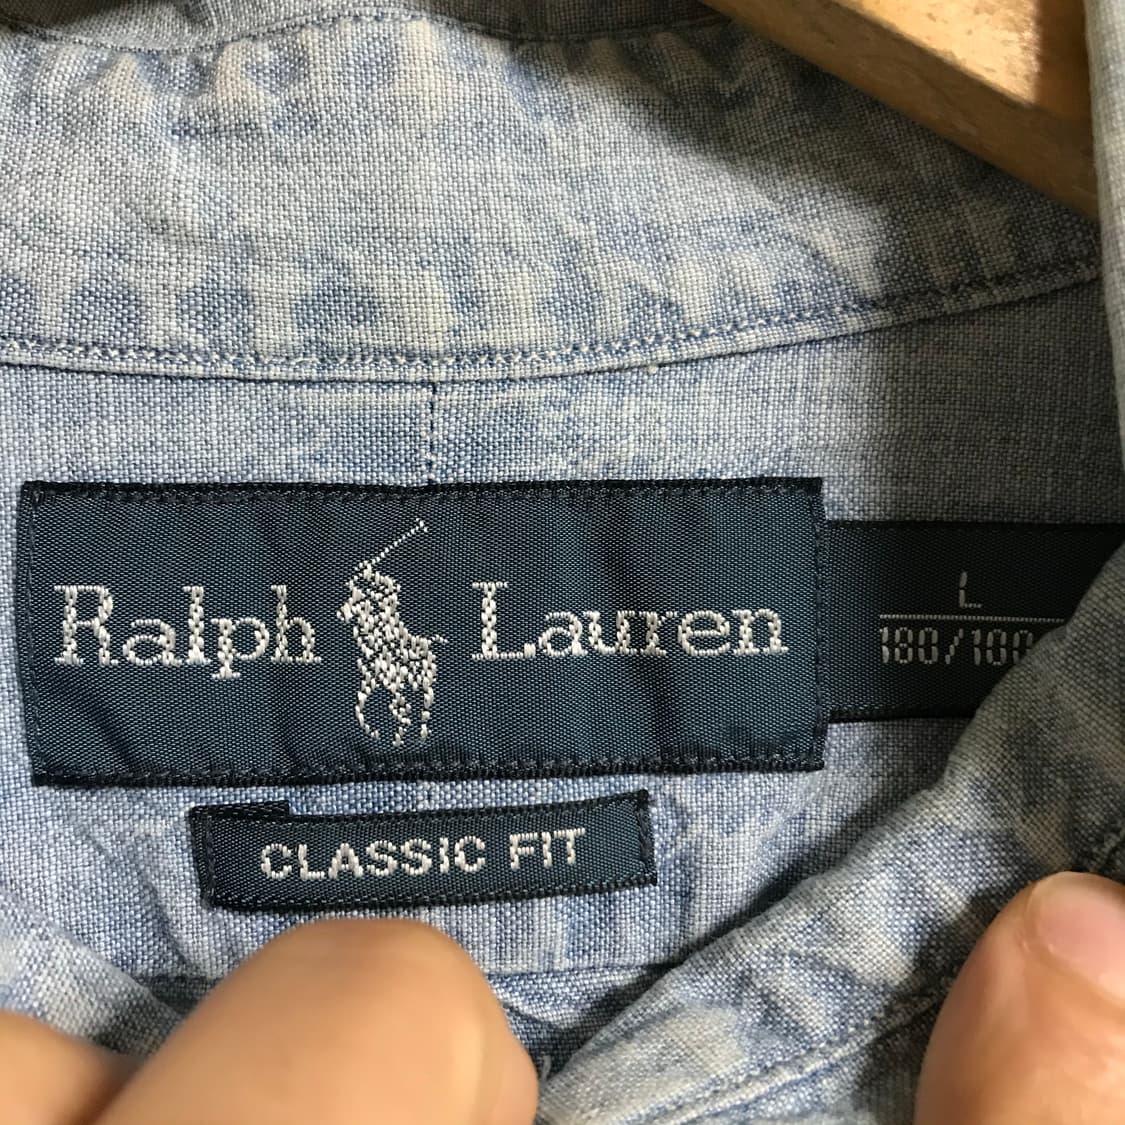 Ralph Lauren
L
180/100
CLASSIC FIT